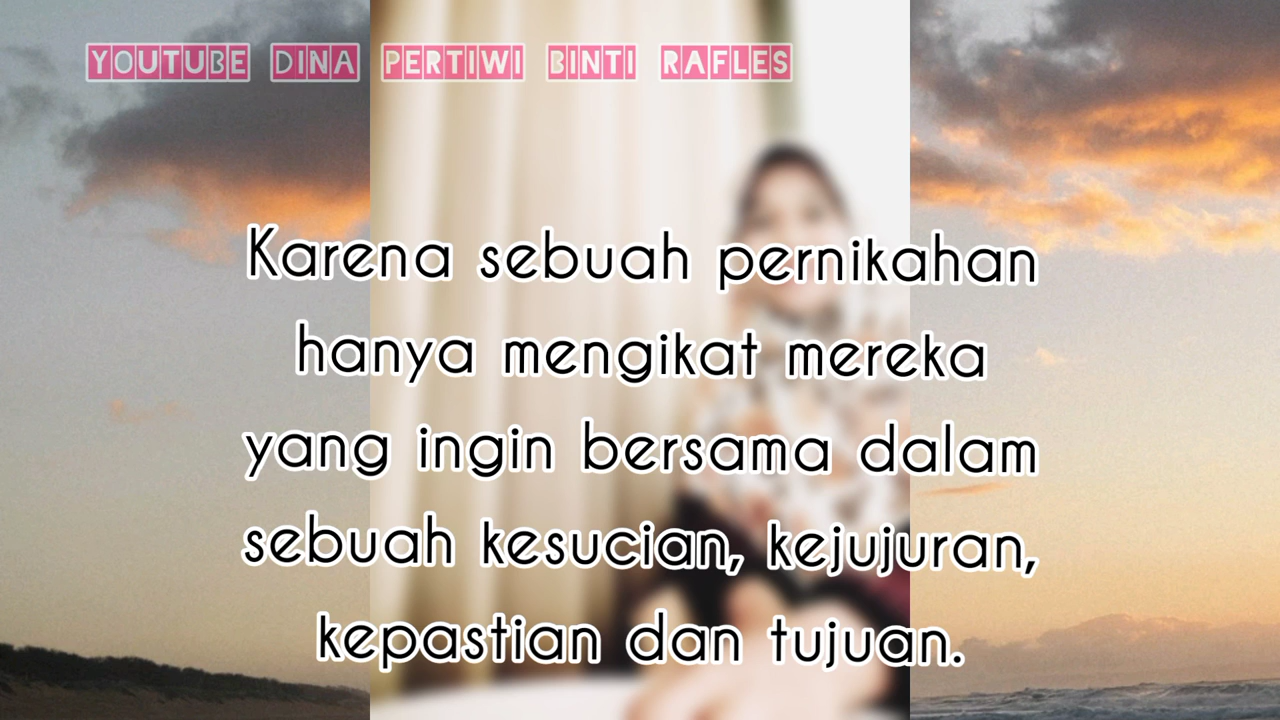 YOUTUBE DINA PERTIWI BINTI RAFLES
Karena sebuah pernikahan
hanya mengikat mereka
yang ingin bersama dalam
sebuah kesucian, kejujuran,
kepastian dan tujuan.